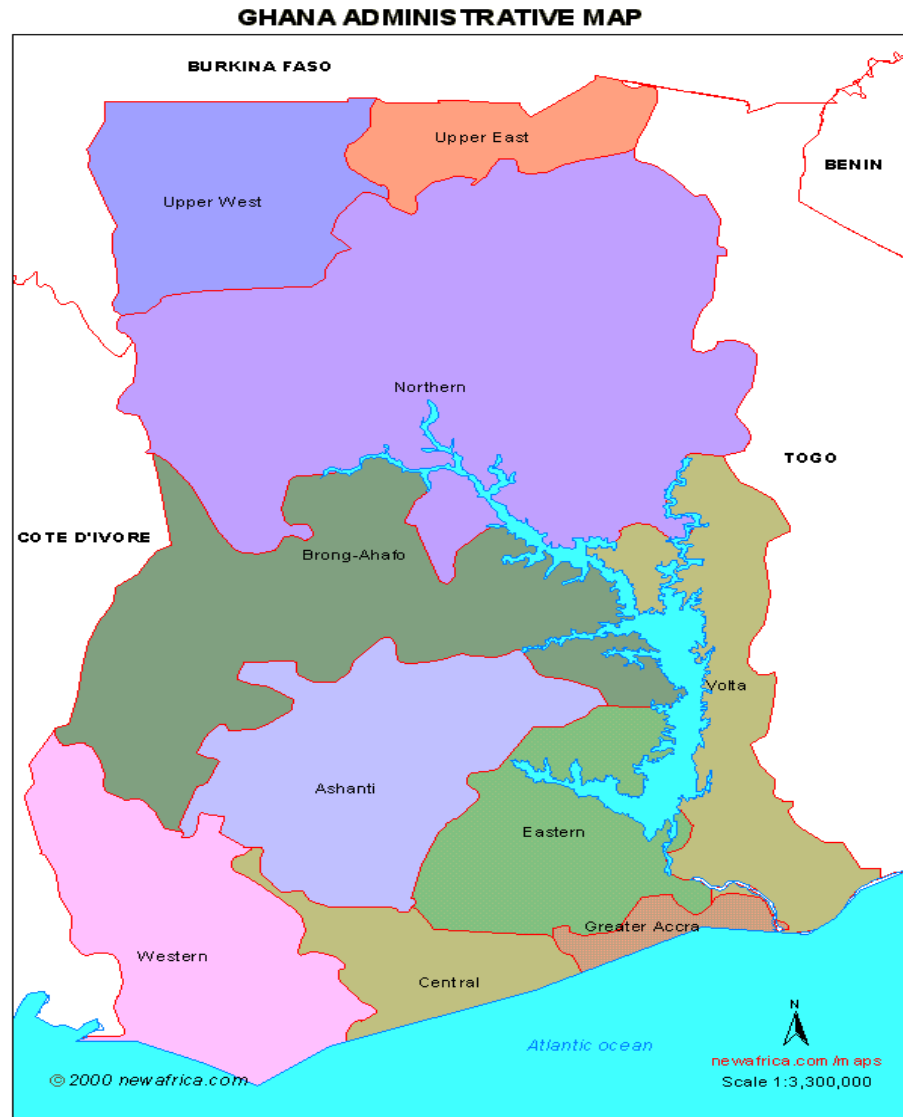 GHANA ADMINISTRATIVE MAP
BURKINA FASO
Upper East
BENIN
Upper West
Northern
TOGO
COTE D'IVORE
Brong-Ahafo
Volta
Ashanti
Eastern
Greater Accra
Western
Central
N
Atlantic ocean
newafrica.com/maps
© 2000 newafrica.com
Scale 1:3,300,000